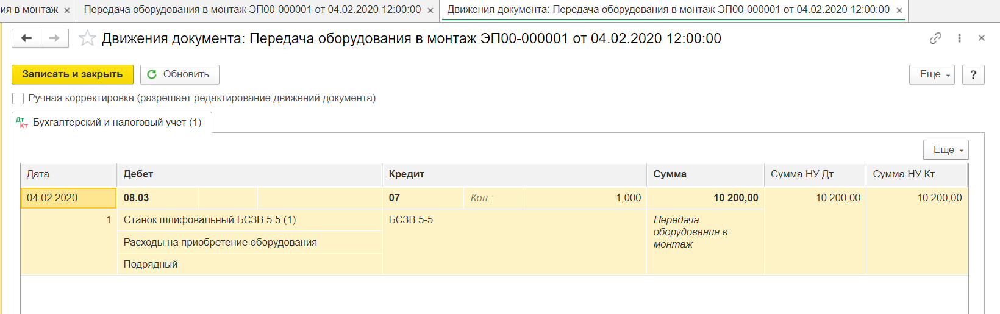 ия в монтаж × Передача оборудования в монтаж ЭП00-000001 от 04.02.2020 12:00:00 × Движения документа: Передача оборудования в монтаж ЭП00-000001 от 04.02.2020 12:00:00 ×
Движения документа: Передача оборудования в монтаж ЭП00-000001 от 04.02.2020 12:00:00
Записать и закрыть Обновить Еще ?
Ручная корректировка (разрешает редактирование движений документа)
Дт Кт Бухгалтерский и налоговый учет (1)
Еще
Дата Дебет Кредит Сумма Сумма НУ Дт Сумма НУ Кт
04.02.2020 08.03 07 Кол.: 1,000 10 200,00 10 200,00 10 200,00
1 Станок шлифовальный БСЗВ 5.5 (1) БСЗВ 5-5 Передача
оборудования в
Расходы на приобретение оборудования
монтаж
Подрядный